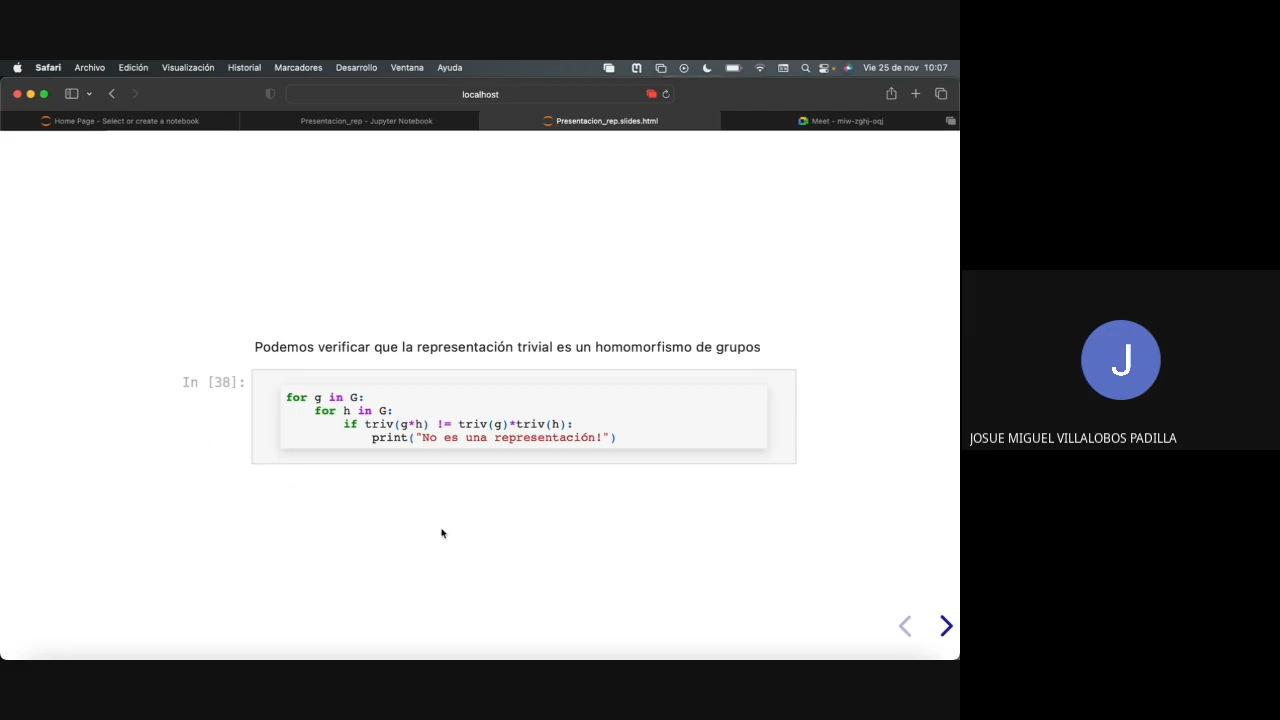 Safari Archivo Edición Visualización Historial Marcadores Desarrollo Ventana Ayuda Vie 25 de nov 10:07
localhost
Home Page - Select or create a notebook Presentacion_rep - Jupyter Notebook Presentacion_rep.slides.html Meet - miw-zghj-oqj
Podemos verificar que la representación trivial es un homomorfismo de grupos
In [38]:
for g in G:
for h in G:
if triv(g*h) != triv(g)*triv(h):
print("No es una representación!")
J
JOSUE MIGUEL VILLALOBOS PADILLA